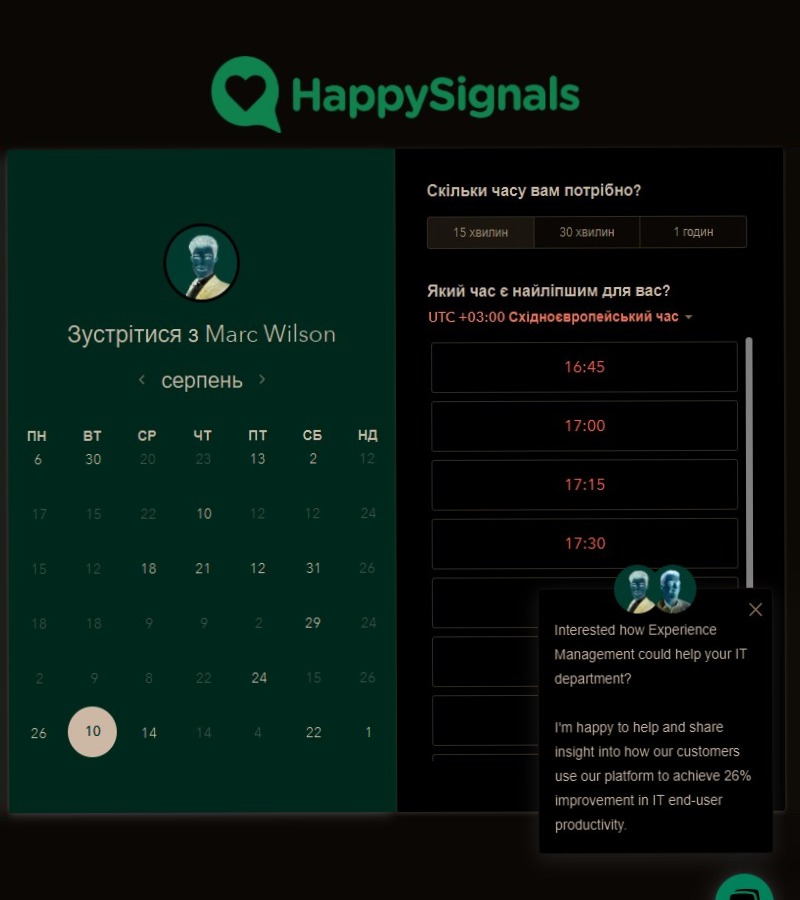 HappySignals
Зустрітися з Marc Wilson
серпень
ПН ВТ СР ЧТ ПТ СБ НД
6 30 20 23 13 2 12
17 15 22 10 12 12 24
15 12 18 21 12 31 26
18 18 9 9 2 29 24
2 9 8 22 24 15 26
26 10 14 14 4 22 1
Скільки часу вам потрібно?
15 хвилин 30 хвилин 1 годин
Який час є найліпшим для вас?
UTC +03:00 Східноєвропейський час
16:45
17:00
17:15
17:30
Interested how Experience
Management could help your IT
department?
I'm happy to help and share
insight into how our customers
use our platform to achieve 26%
improvement in IT end-user
productivity.